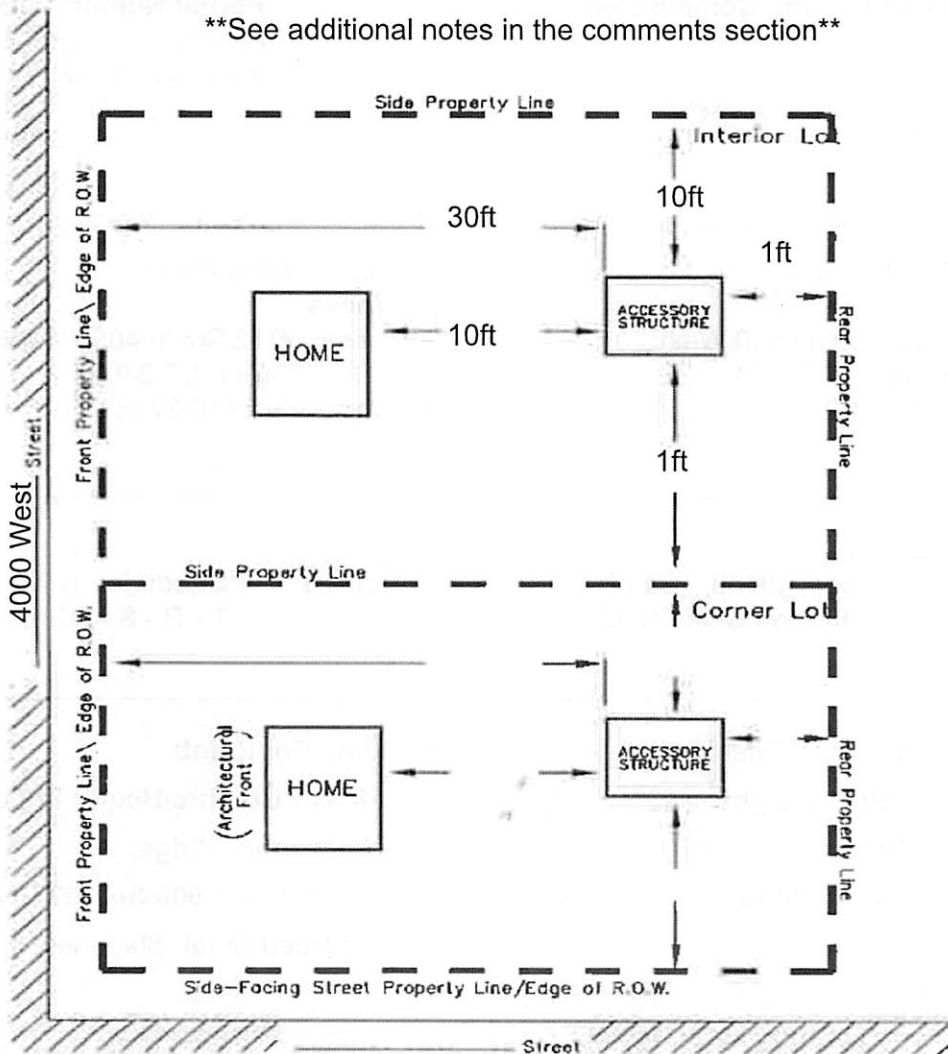 **See additional notes in the comments section**
Side Property Line
Interior Lot
Front Property Line\ Edge of R.O.W.
10ft
30ft
1ft
ACCESSORY
STRUCTURE
HOME
10ft
Rear Property Line
1ft
4000 West Street
Side Property Line
Corner Lot
Front Property Line\ Edge of R.O.W.
(Architectural
Front)
HOME
ACCESSORY
STRUCTURE
Rear Property Line
Side-Facing Street Property Line/Edge of R.O.W.
Street